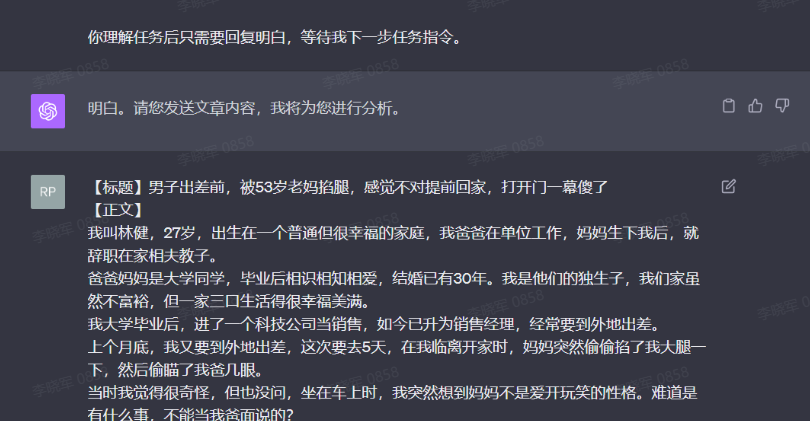 你理解任务后只需要回复明白，等待我下一步任务指令。
明白。请您发送文章内容，我将为您进行分析。
RP
【标题】男子出差前，被53岁老妈掐腿，感觉不对提前回家，打开门一幕傻了
【正文】
我叫林健，27岁，出生在一个普通但很幸福的家庭，我爸爸在单位工作，妈妈生下我后，就
辞职在家相夫教子。
爸爸妈妈是大学同学，毕业后相识相知相爱，结婚已有30年。我是他们的独生子，我们家虽
然不富裕，但一家三口生活得很幸福美满。
我大学毕业后，进了一个科技公司当销售，如今已升为销售经理，经常要到外地出差。
上个月底，我又要到外地出差，这次要去5天，在我临离开家时，妈妈突然偷偷掐了我大腿一
下，然后偷瞄了我爸几眼。
当时我觉得很奇怪，但也没问，坐在车上时，我突然想到妈妈不是爱开玩笑的性格。难道是
有什么事，不能当我爸面说的?
李晓军 0858